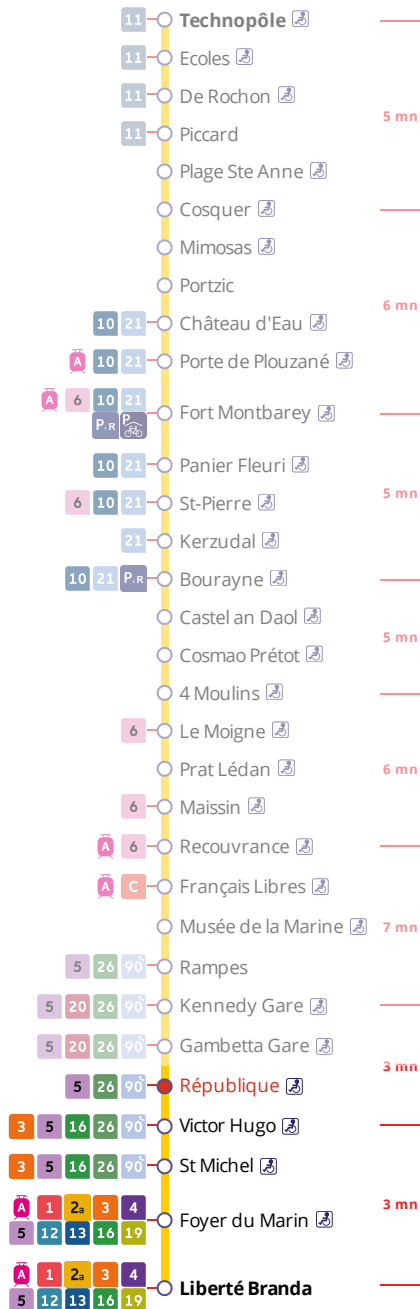 11 Technopôle
11 Ecoles
11 De Rochon
5 mn
11 Piccard
Plage Ste Anne
Cosquer
Mimosas
Portzic
6 mn
10 21 Château d'Eau
A 10 21 Porte de Plouzané
A 6 10 21
Fort Montbarey
P+R P
10 21 Panier Fleuri
5 mn
6 10 21 St-Pierre
21 Kerzudal
10 21 P+R Bourayne
Castel an Daol
5 mn
Cosmao Prétot
4 Moulins
6 Le Moigne
Prat Lédan
6 mn
6 Maissin
A 6 Recouvrance
A C Français Libres
Musée de la Marine
7 mn
5 26 90 Rampes
5 20 26 90 Kennedy Gare
5 20 26 90 Gambetta Gare
3 mn
5 26 90 République
3 5 16 26 90 Victor Hugo
3 5 16 26 90 St Michel
3 mn
A 1 2a 3 4
Foyer du Marin
5 12 13 16 19
A 1 2a 3 4
Liberté Branda
5 12 13 16 19